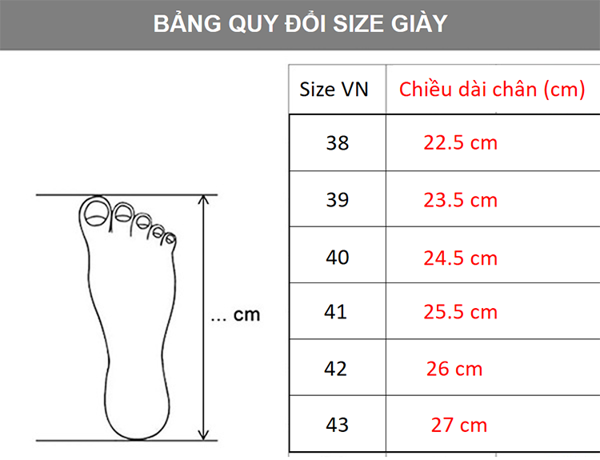 BẢNG QUY ĐỔI SIZE GIÀY
Size VN Chiều dài chân (cm)
38 22.5 cm
39 23.5 cm
40 24.5 cm
... cm
41 25.5 cm
42 26 cm
43 27 cm